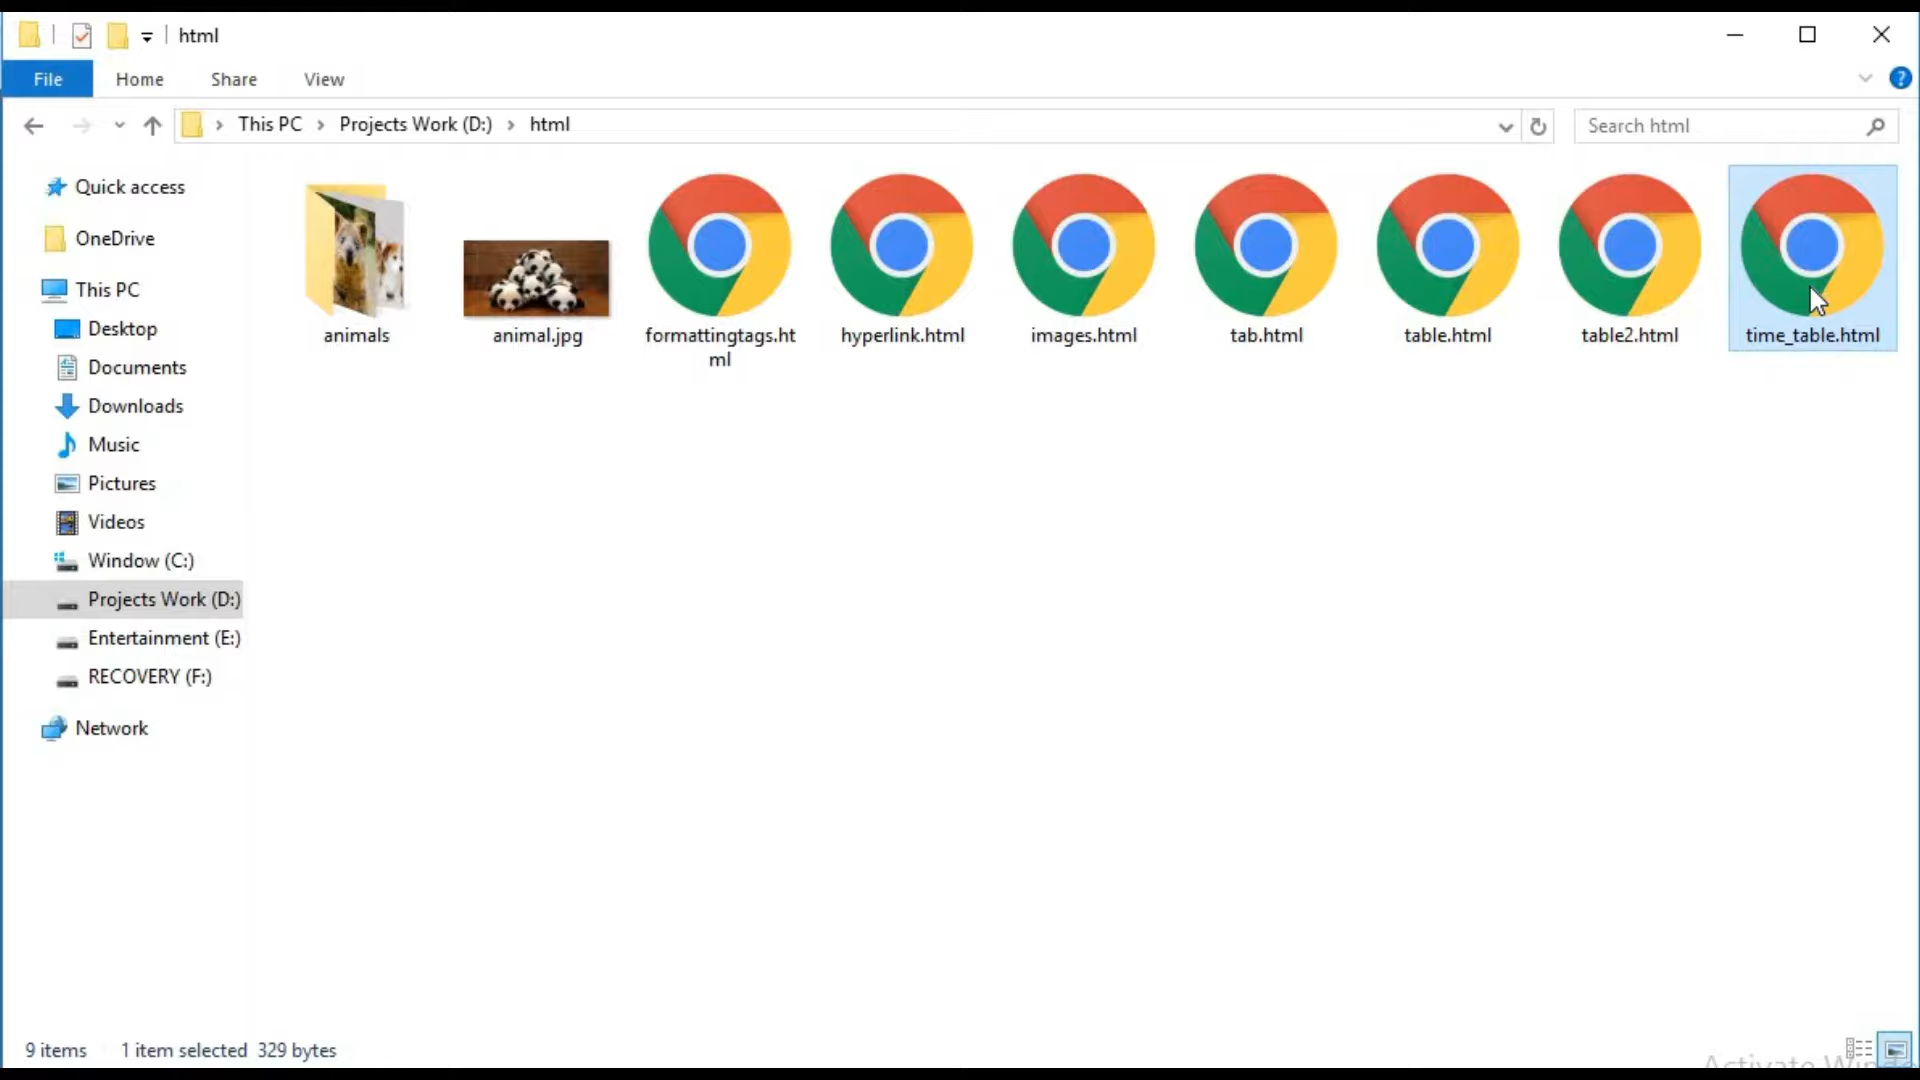 html
File Home Share View
This PC Projects Work (D:) html
Search html
Quick access
OneDrive
This PC
Desktop
Documents
Downloads
Music
Pictures
Videos
Window (C:)
Projects Work (D:)
Entertainment (E:)
RECOVERY (F:)
Network
animals
animal.jpg
formattingtags.ht
ml
hyperlink.html
images.html
tab.html
table.html
table2.html
time_table.html
9 items 1 item selected 329 bytes
Activate